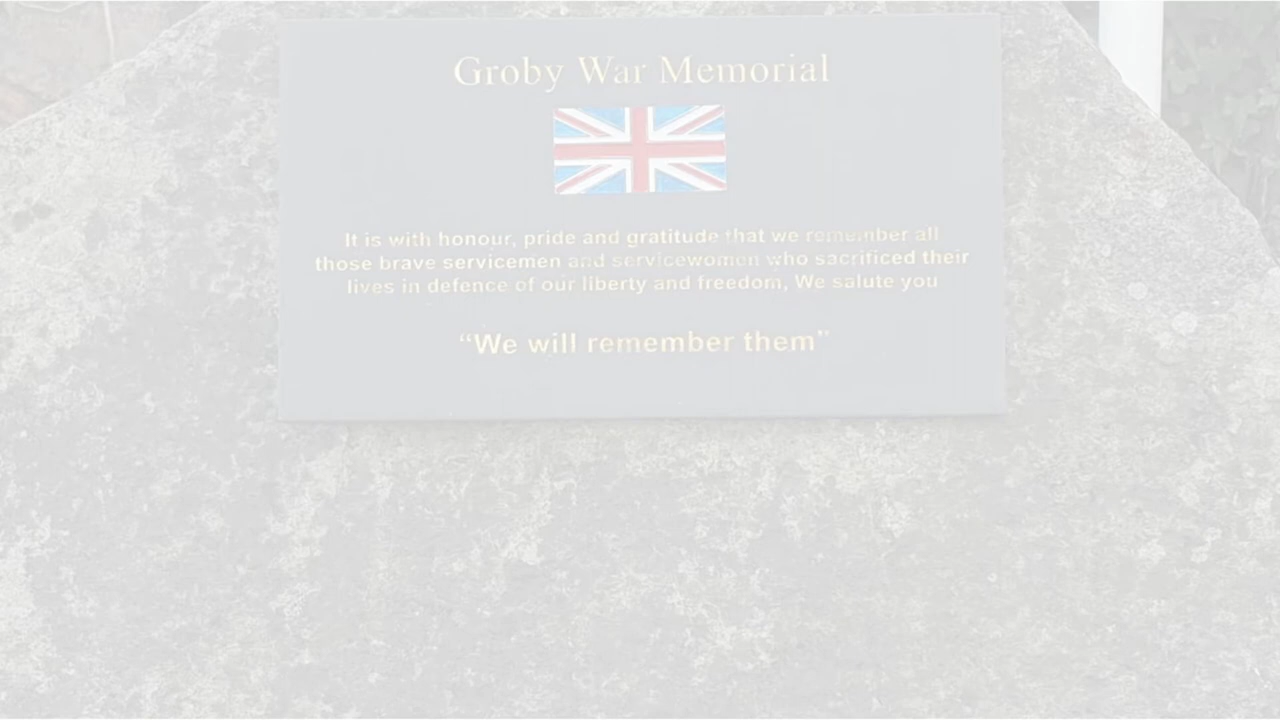 Groby War Memorial
It is with honour, pride and gratitude that we remember all
those brave servicemen and servicewomen who sacrificed their
lives in defence of our liberty and freedom, We salute you
“We will remember them”